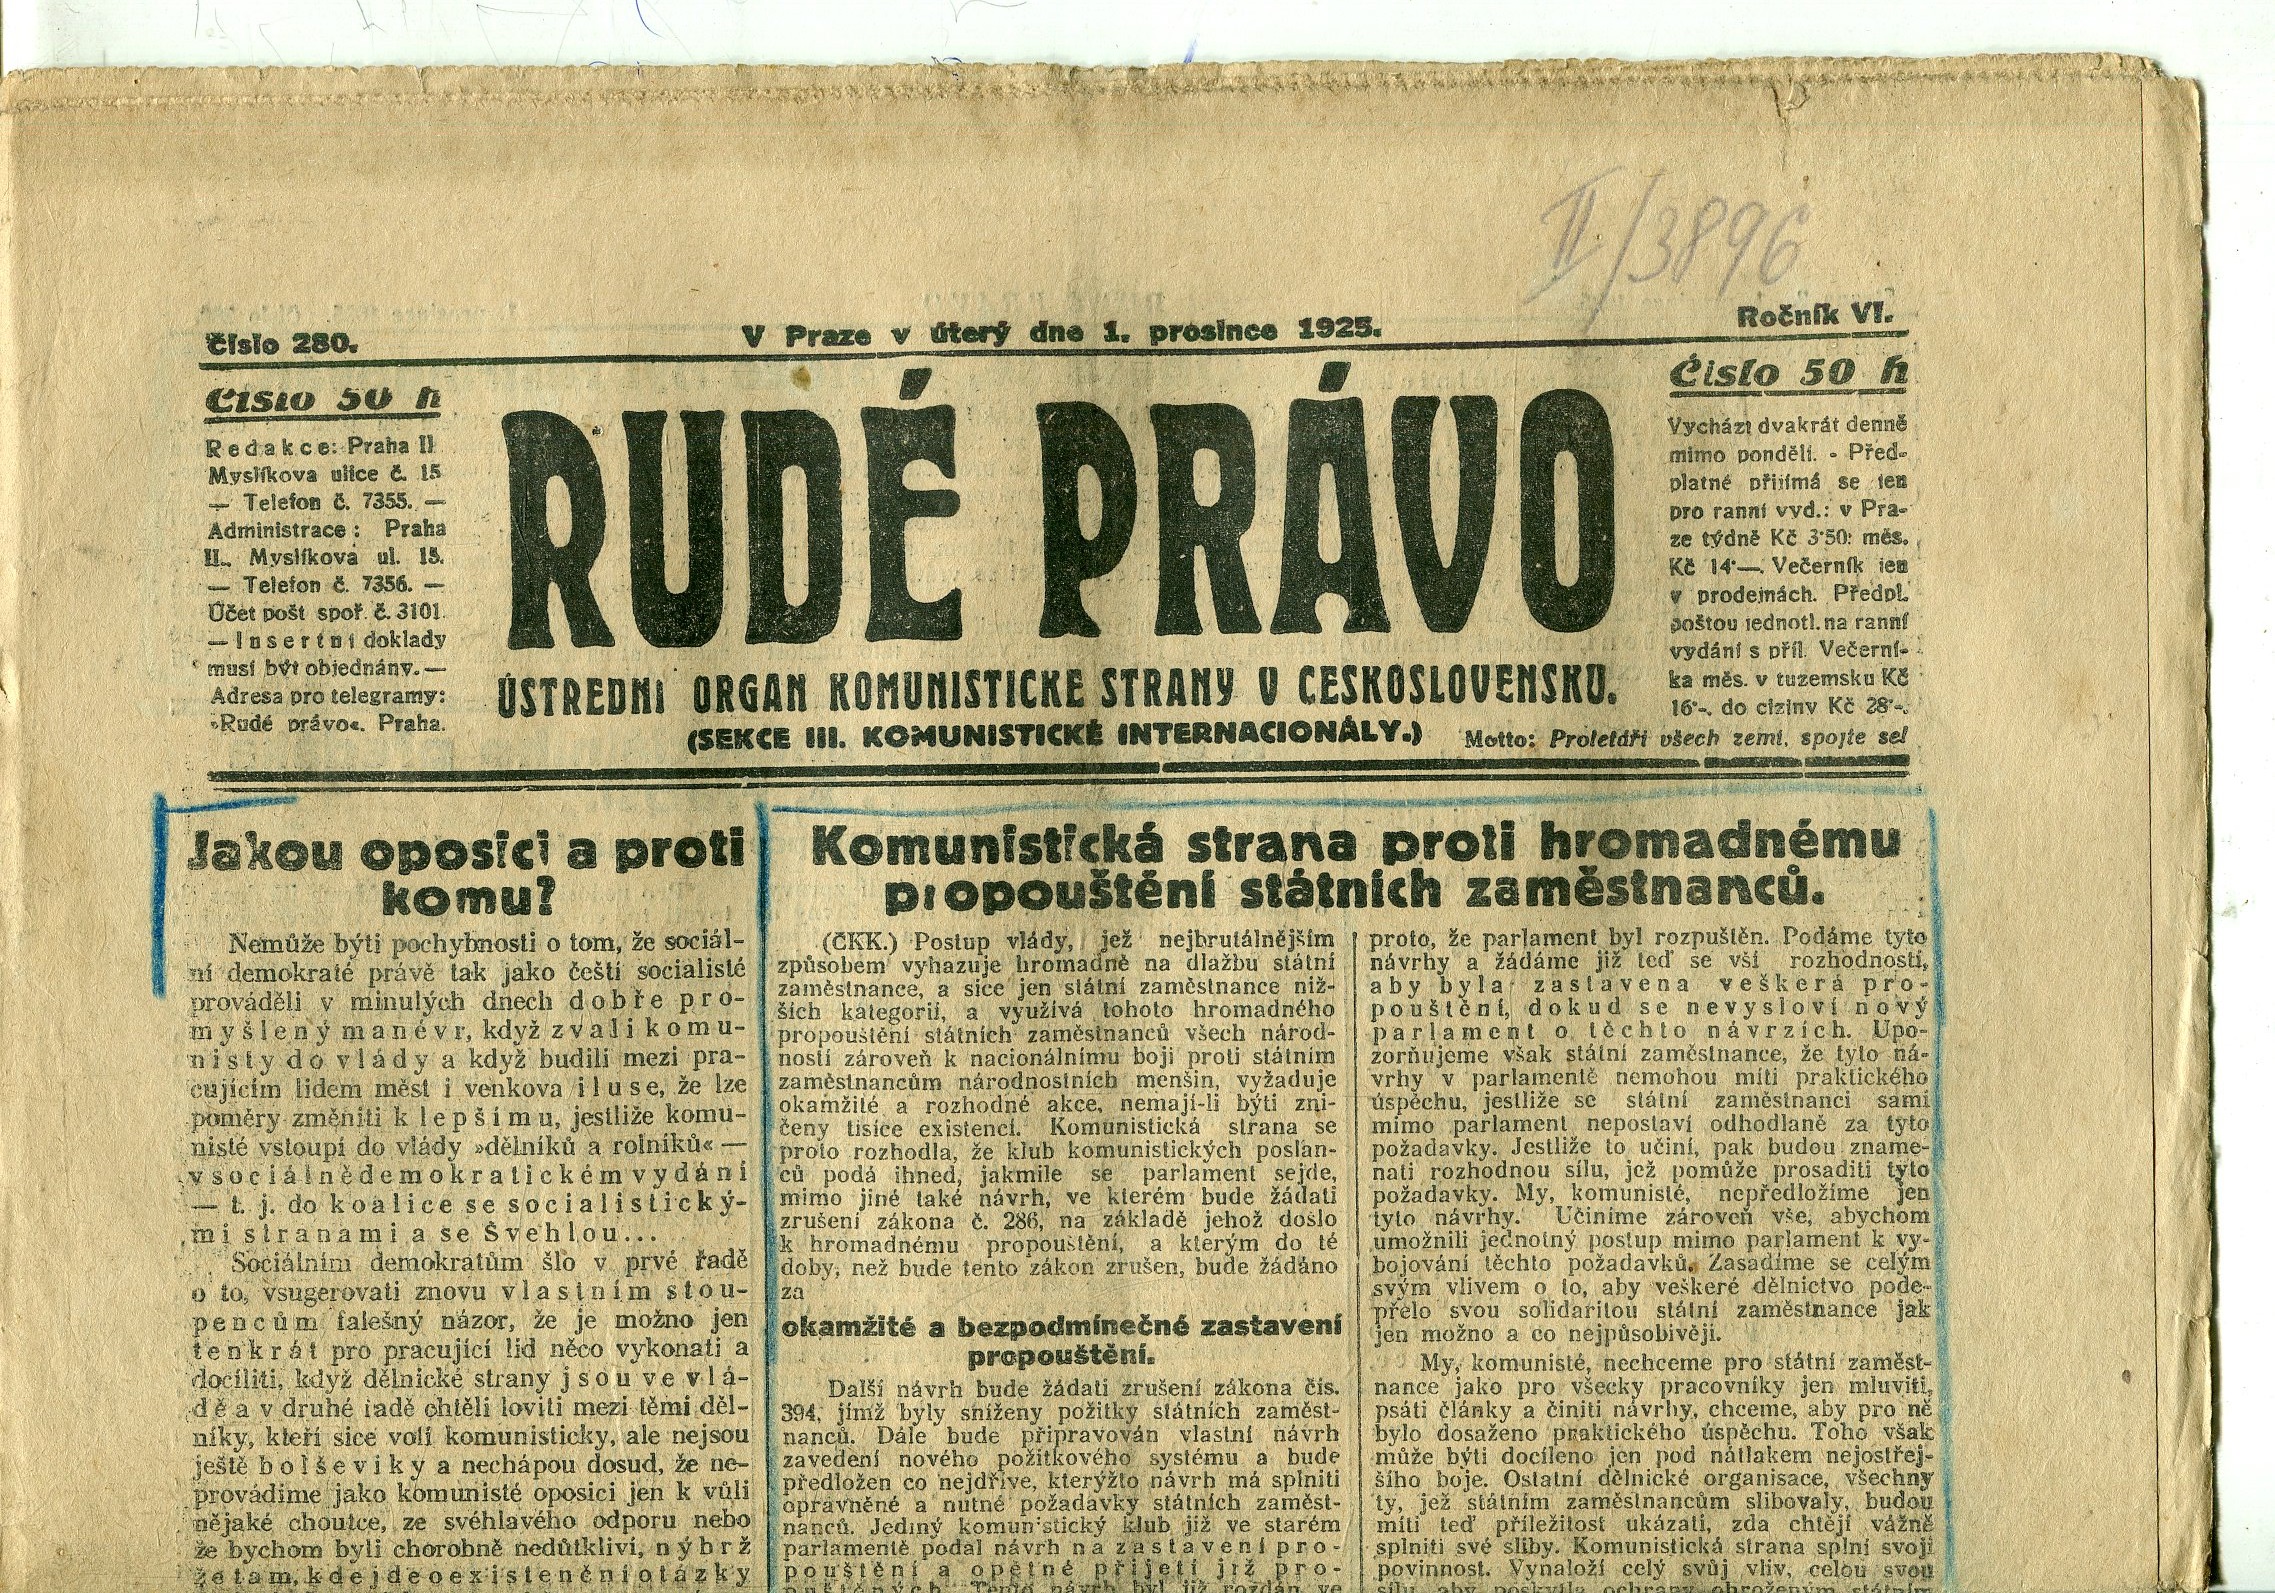 II/3896
Číslo 280.
V Praze v úterý dne 1. prosince 1925.
Ročník VI.
Číslo 50 h
Redakce: Praha II
Myslíkova ulice č. 15
— Telefon č. 7355. —
Administrace: Praha
II., Myslíkova ul. 15.
— Telefon č. 7356. —
Účet pošt spoř. č. 3101
— Insertní doklady
musí být objednány. —
Adresa pro telegramy:
»Rudé právo«, Praha.
RUDÉ PRÁVO
ÚSTŘEDNÍ ORGAN KOMUNISTICKÉ STRANY V ČESKOSLOVENSKU.
(SEKCE III. KOMUNISTICKÉ INTERNACIONÁLY.)
Motto: Proletáři všech zemí, spojte se!
Číslo 50 h
Vychází dvakrát denně
mimo pondělí. - Před-
platné přijímá se jen
pro ranní vyd.: v Pra-
ze týdně Kč 3·50: měs.
Kč 14·—. Večerník jen
v prodejnách. Předpl.
poštou jednotl. na ranní
vydání s příl. Večerní-
ka měs. v tuzemsku Kč
16·-, do ciziny Kč 28·-.
Jakou oposici a proti
komu?
Nemůže býti pochybnosti o tom, že sociál-
ní demokraté právě tak jako čeští socialisté
prováděli v minulých dnech dobře pro-
myšlený manévr, když zvali komu-
nisty do vlády a když budili mezi pra-
cujícím lidem měst i venkova iluse, že lze
poměry změniti k lepšímu, jestliže komu-
nisté vstoupí do vlády »dělníků a rolníků« —
v sociálnědemokratickém vydání
— t. j. do koalice se socialistický-
mi stranami a se Švehlou...
Sociálním demokratům šlo v prvé řadě
o to, vsugerovati znovu vlastním stou-
pencům falešný názor, že je možno jen
tenkrát pro pracující lid něco vykonati a
docíliti, když dělnické strany jsou ve vlá-
dě a v druhé řadě chtěli loviti mezi těmi děl-
níky, kteří sice volí komunisticky, ale nejsou
ještě bolševiky a nechápou dosud, že ne-
provádíme jako komunisté oposici jen k vůli
nějaké choutce, ze svéhlavého odporu nebo
že bychom byli chorobně nedůtkliví, nýbrž
že tam, kde jde o existenční otázky
Komunistická strana proti hromadnému
propouštění státních zaměstnanců.
(ČKK.) Postup vlády, jež nejbrutálnějším
způsobem vyhazuje hromadně na dlažbu státní
zaměstnance, a sice jen státní zaměstnance niž-
ších kategorií, a využívá tohoto hromadného
propouštění státních zaměstnanců všech národ-
ností zároveň k nacionálnímu boji proti státním
zaměstnancům národnostních menšin, vyžaduje
okamžité a rozhodné akce, nemají-li býti zni-
čeny tisíce existencí. Komunistická strana se
proto rozhodla, že klub komunistických poslan-
ců podá ihned, jakmile se parlament sejde,
mimo jiné také návrh, ve kterém bude žádati
zrušení zákona č. 286, na základě jehož došlo
k hromadnému propouštění, a kterým do té
doby, než bude tento zákon zrušen, bude žádáno
za
okamžité a bezpodmínečné zastavení
propouštění.
Další návrh bude žádati zrušení zákona čís.
394, jímž byly sníženy požitky státních zaměst-
nanců. Dále bude připravován vlastní návrh
zavedení nového požitkového systému a bude
předložen co nejdříve, kterýžto návrh má splniti
oprávněné a nutné požadavky státních zaměst-
nanců. Jediný komunistický klub již ve starém
parlamentě podal návrh na zastavení pro-
pouštění a opětné přijetí již pro-
puštěných. Tento návrh byl již rozdán ve
proto, že parlament byl rozpuštěn. Podáme tyto
návrhy a žádáme již teď se vší rozhodností,
aby byla zastavena veškerá pro-
pouštění, dokud se nevysloví nový
parlament o těchto návrzích. Upo-
zorňujeme však státní zaměstnance, že tyto ná-
vrhy v parlamentě nemohou míti praktického
úspěchu, jestliže se státní zaměstnanci sami
mimo parlament nepostaví odhodlaně za tyto
požadavky. Jestliže to učiní, pak budou zname-
nati rozhodnou sílu, jež pomůže prosaditi tyto
požadavky. My, komunisté, nepředložíme jen
tyto návrhy. Učiníme zároveň vše, abychom
umožnili jednotný postup mimo parlament k vy-
bojování těchto požadavků. Zasadíme se celým
svým vlivem o to, aby veškeré dělnictvo pode-
přelo svou solidaritou státní zaměstnance jak
jen možno a co nejpůsobivěji.
My, komunisté, nechceme pro státní zaměst-
nance jako pro všecky pracovníky jen mluviti,
psáti články a činiti návrhy, chceme, aby pro ně
bylo dosaženo praktického úspěchu. Toho však
může býti docíleno jen pod nátlakem nejostřej-
šího boje. Ostatní dělnické organisace, všechny
ty, jež státním zaměstnancům slibovaly, budou
míti teď příležitost ukázati, zda chtějí vážně
splniti své sliby. Komunistická strana splní svoji
povinnost. Vynaloží celý svůj vliv, celou svou
sílu, aby poskytla ochranu ohroženým státním